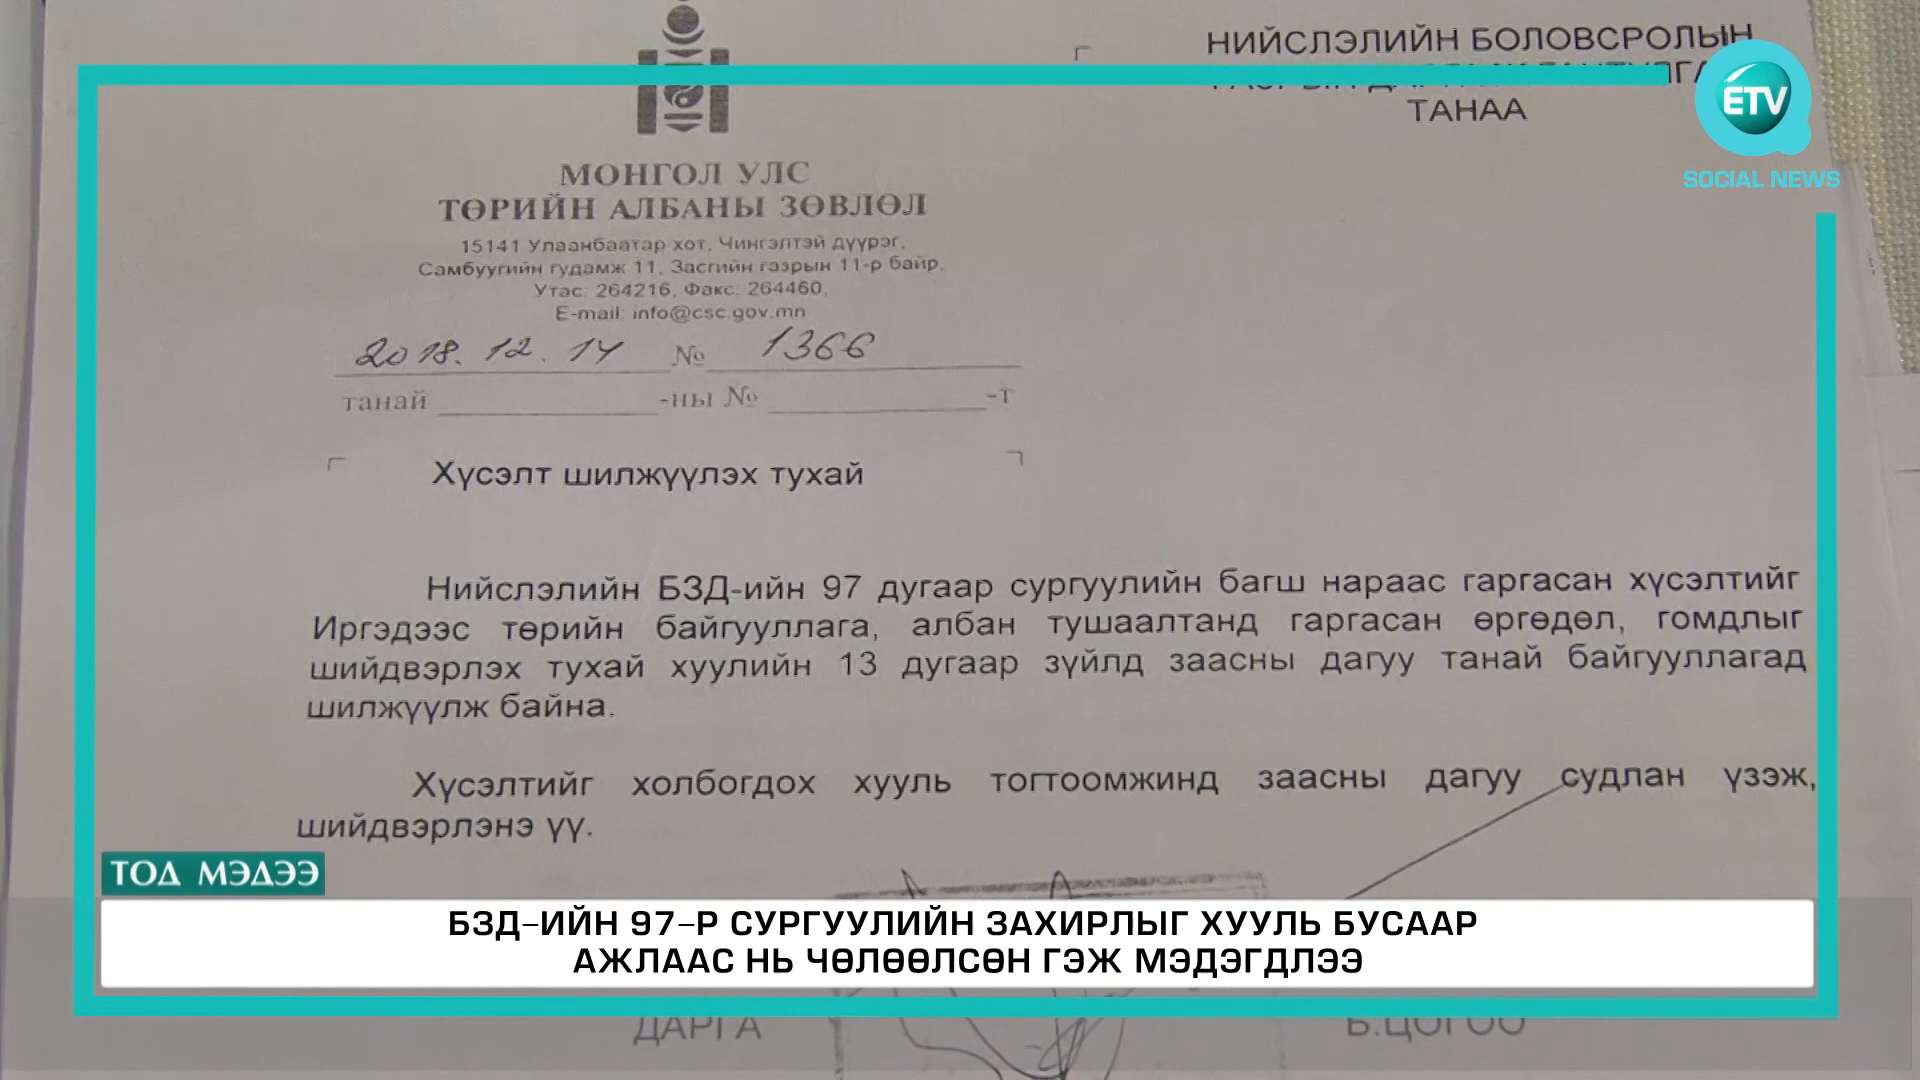 НИЙСЛЭЛИЙН БОЛОВСРОЛЫН
ТАНАА
ETV
SOCIAL NEWS
МОНГОЛ УЛС
ТӨРИЙН АЛБАНЫ ЗӨВЛӨЛ
15141 Улаанбаатар хот, Чингэлтэй дүүрэг,
Самбуугийн гудамж 11, Засгийн газрын 11-р байр,
Утас: 264216, Факс: 264460,
E-mail: info@csc.gov.mn
2018. 12. 14 № 1366
танай -ны № -т
Хүсэлт шилжүүлэх тухай
Нийслэлийн БЗД-ийн 97 дугаар сургуулийн багш нараас гаргасан хүсэлтийг
Иргэдээс төрийн байгууллага, албан тушаалтанд гаргасан өргөдөл, гомдлыг
шийдвэрлэх тухай хуулийн 13 дугаар зүйлд заасны дагуу танай байгууллагад
шилжүүлж байна.
Хүсэлтийг холбогдох хууль тогтоомжинд заасны дагуу судлан үзэж,
шийдвэрлэнэ үү.
ТОД МЭДЭЭ
БЗД-ИЙН 97-Р СУРГУУЛИЙН ЗАХИРЛЫГ ХУУЛЬ БУСААР
АЖЛААС НЬ ЧӨЛӨӨЛСӨН ГЭЖ МЭДЭГДЛЭЭ
ДАРГА Б.ЦОГОО